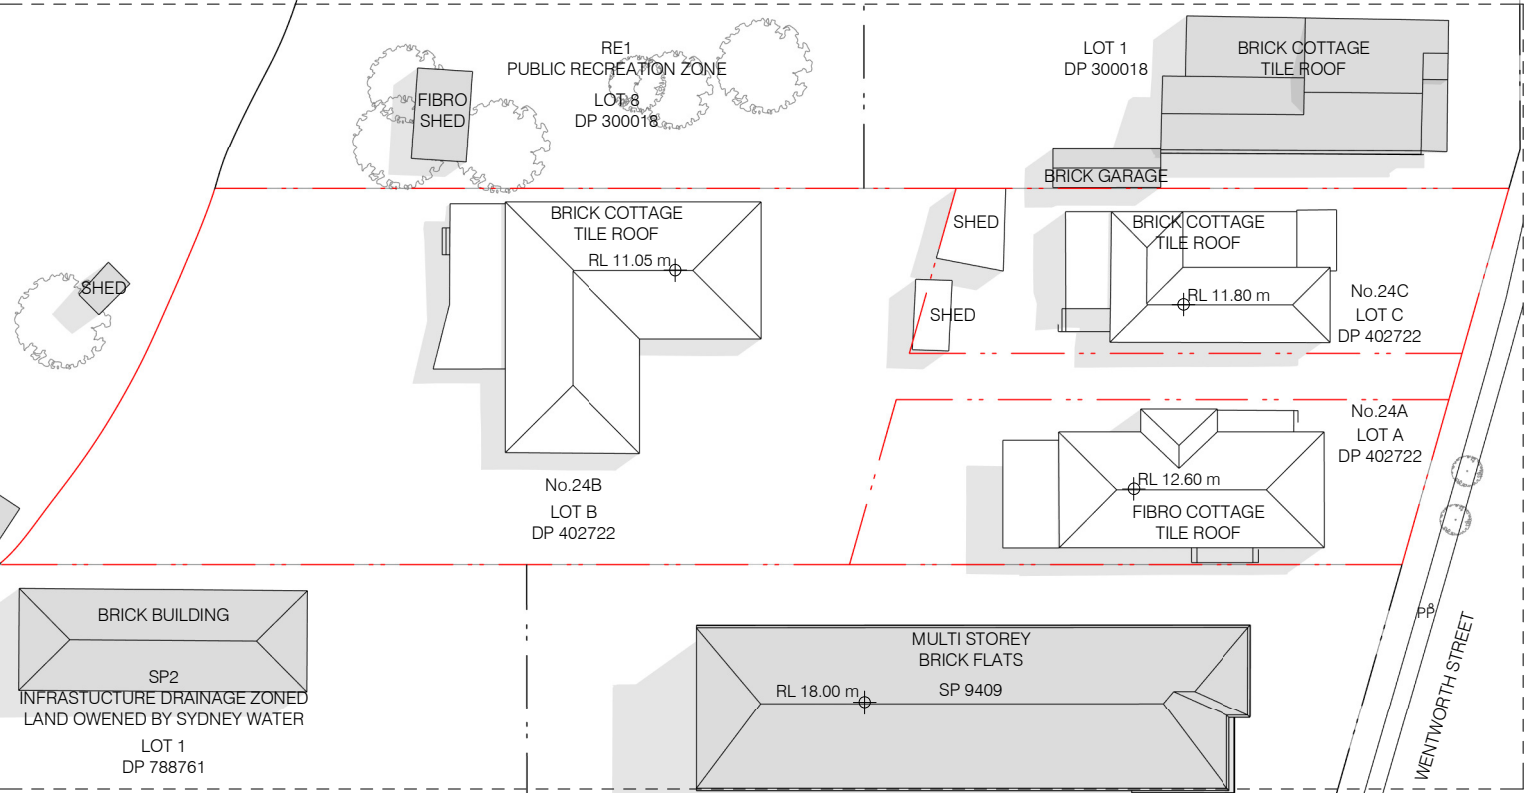 RE1
PUBLIC RECREATION ZONE
LOT 8
DP 300018
FIBRO
SHED
LOT 1
DP 300018
BRICK COTTAGE
TILE ROOF
BRICK GARAGE
BRICK COTTAGE
TILE ROOF
RL 11.05 m
SHED
SHED
SHED
BRICK COTTAGE
TILE ROOF
RL 11.80 m
No.24C
LOT C
DP 402722
No.24A
LOT A
DP 402722
RL 12.60 m
FIBRO COTTAGE
TILE ROOF
No.24B
LOT B
DP 402722
BRICK BUILDING
SP2
INFRASTUCTURE DRAINAGE ZONED
LAND OWENED BY SYDNEY WATER
LOT 1
DP 788761
MULTI STOREY
BRICK FLATS
SP 9409
RL 18.00 m
PP
WENTWORTH STREET